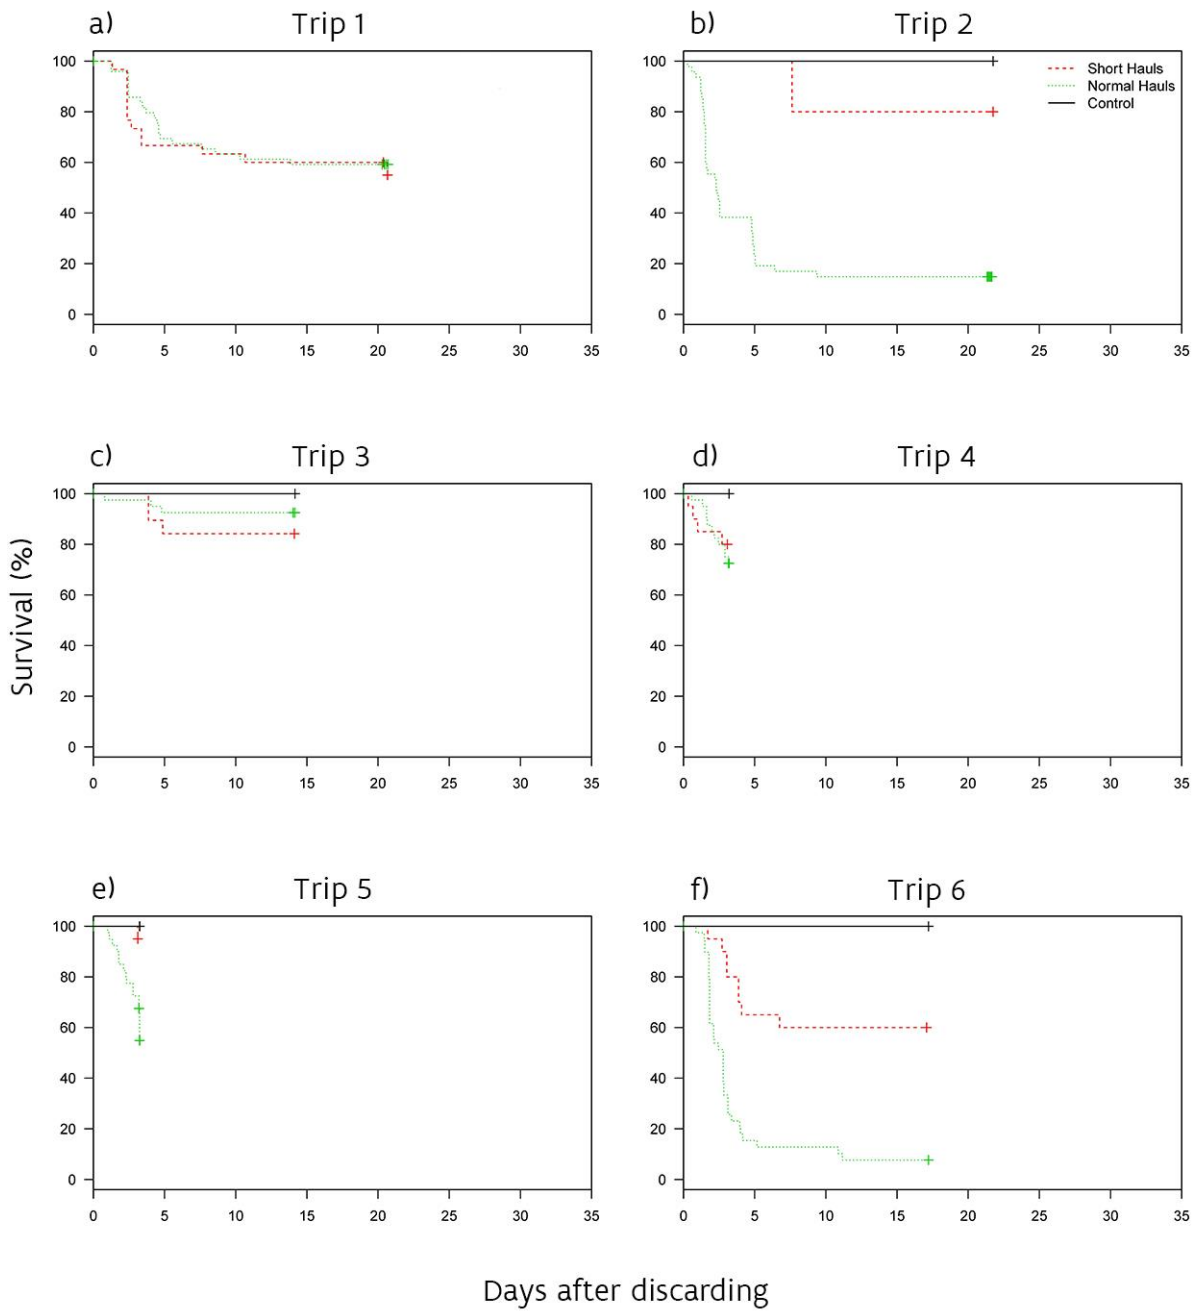 a) Trip 1
b) Trip 2
100
80
60
40
20
0
0 5 10 15 20 25 30 35
100
80
60
40
20
0
0 5 10 15 20 25 30 35
Short Hauls
Normal Hauls
Control
c) Trip 3
d) Trip 4
100
80
60
40
20
0
0 5 10 15 20 25 30 35
100
80
60
40
20
0
0 5 10 15 20 25 30 35
Survival (%)
e) Trip 5
f) Trip 6
100
80
60
40
20
0
0 5 10 15 20 25 30 35
100
80
60
40
20
0
0 5 10 15 20 25 30 35
Days after discarding